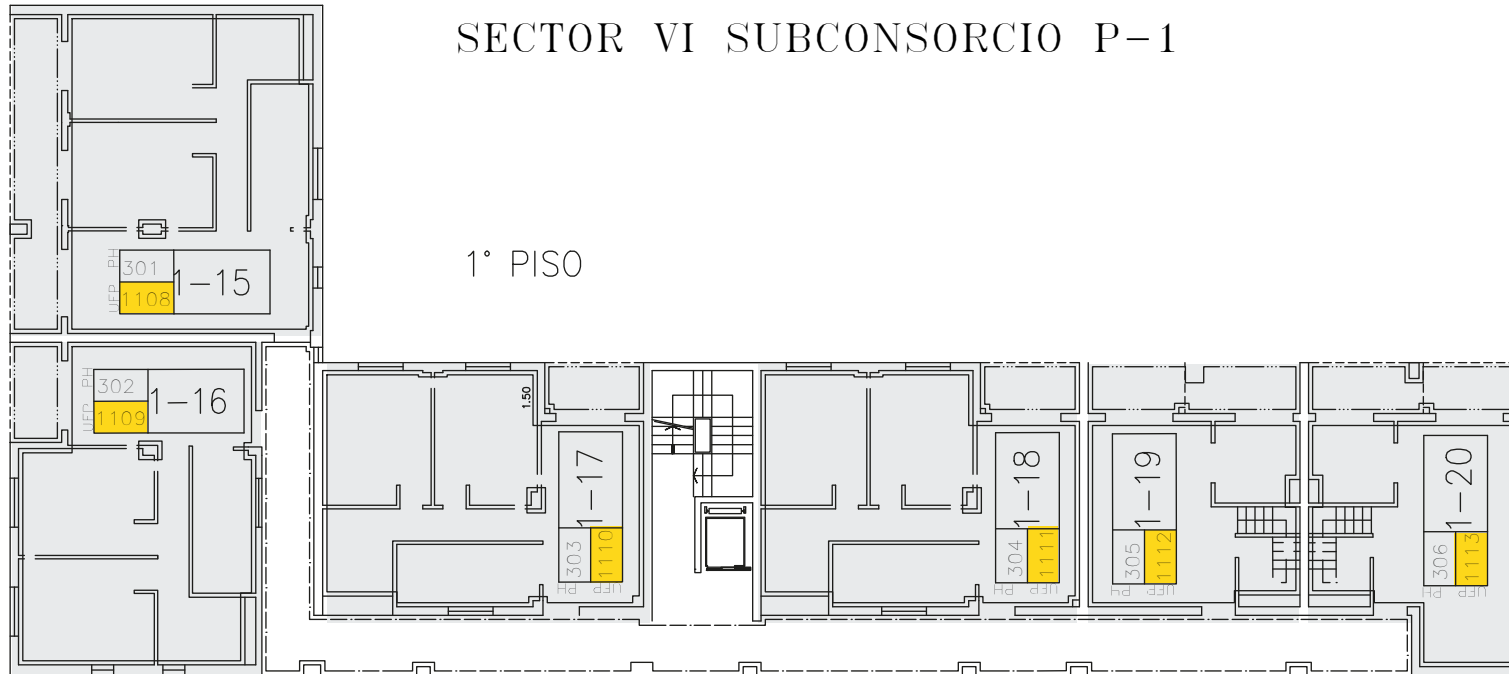 SECTOR VI SUBCONSORCIO P-1
1° PISO
PH 301 1-15
UFP 1108
PH 302 1-16
UFP 1109
1.50
1-17
PH 303
UFP 1110
1-18
PH 304
UFP 1111
1-19
PH 305
UFP 1112
1-20
PH 306
UFP 1113